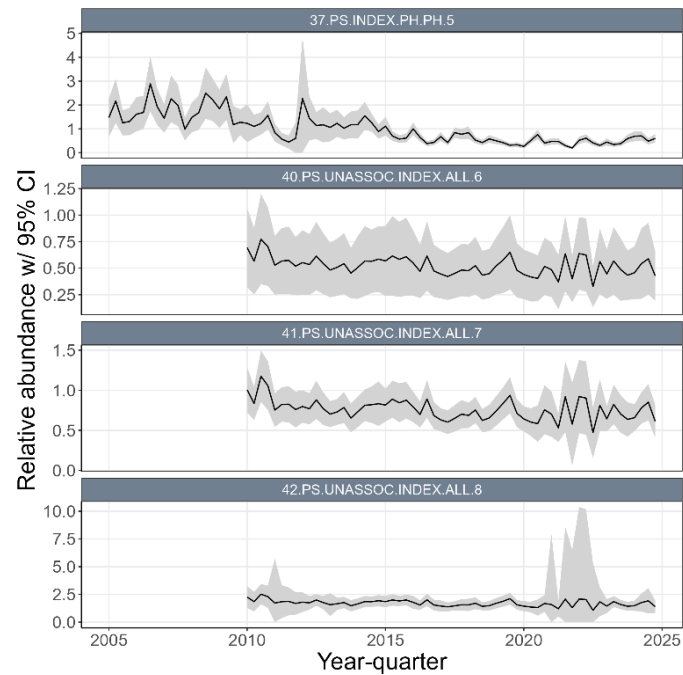 37.PS.INDEX.PH.PH.5
5
4
3
2
1
0
40.PS.UNASSOC.INDEX.ALL.6
1.25
1.00
0.75
0.50
0.25
41.PS.UNASSOC.INDEX.ALL.7
1.5
1.0
0.5
0.0
42.PS.UNASSOC.INDEX.ALL.8
10.0
7.5
5.0
2.5
0.0
Relative abundance w/ 95% CI
2005 2010 2015 2020 2025
Year-quarter